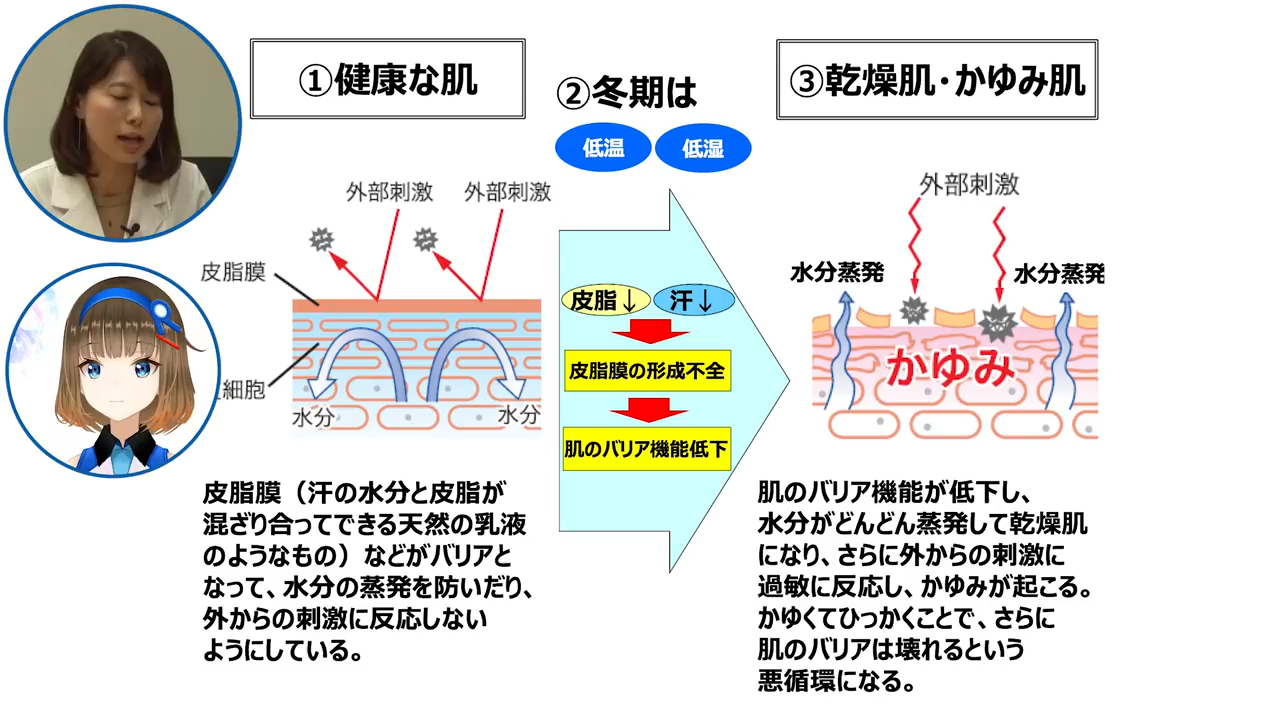 ①健康な肌
②冬期は
③乾燥肌・かゆみ肌
低温
低湿
外部刺激
外部刺激
皮脂膜
細胞
水分
水分
皮脂↓
汗↓
皮脂膜の形成不全
肌のバリア機能低下
外部刺激
水分蒸発
水分蒸発
かゆみ
皮脂膜（汗の水分と皮脂が
混ざり合ってできる天然の乳液
のようなもの）などがバリアと
なって、水分の蒸発を防いだり、
外からの刺激に反応しない
ようにしている。
肌のバリア機能が低下し、
水分がどんどん蒸発して乾燥肌
になり、さらに外からの刺激に
過敏に反応し、かゆみが起こる。
かゆくてひっかくことで、さらに
肌のバリアは壊れるという
悪循環になる。